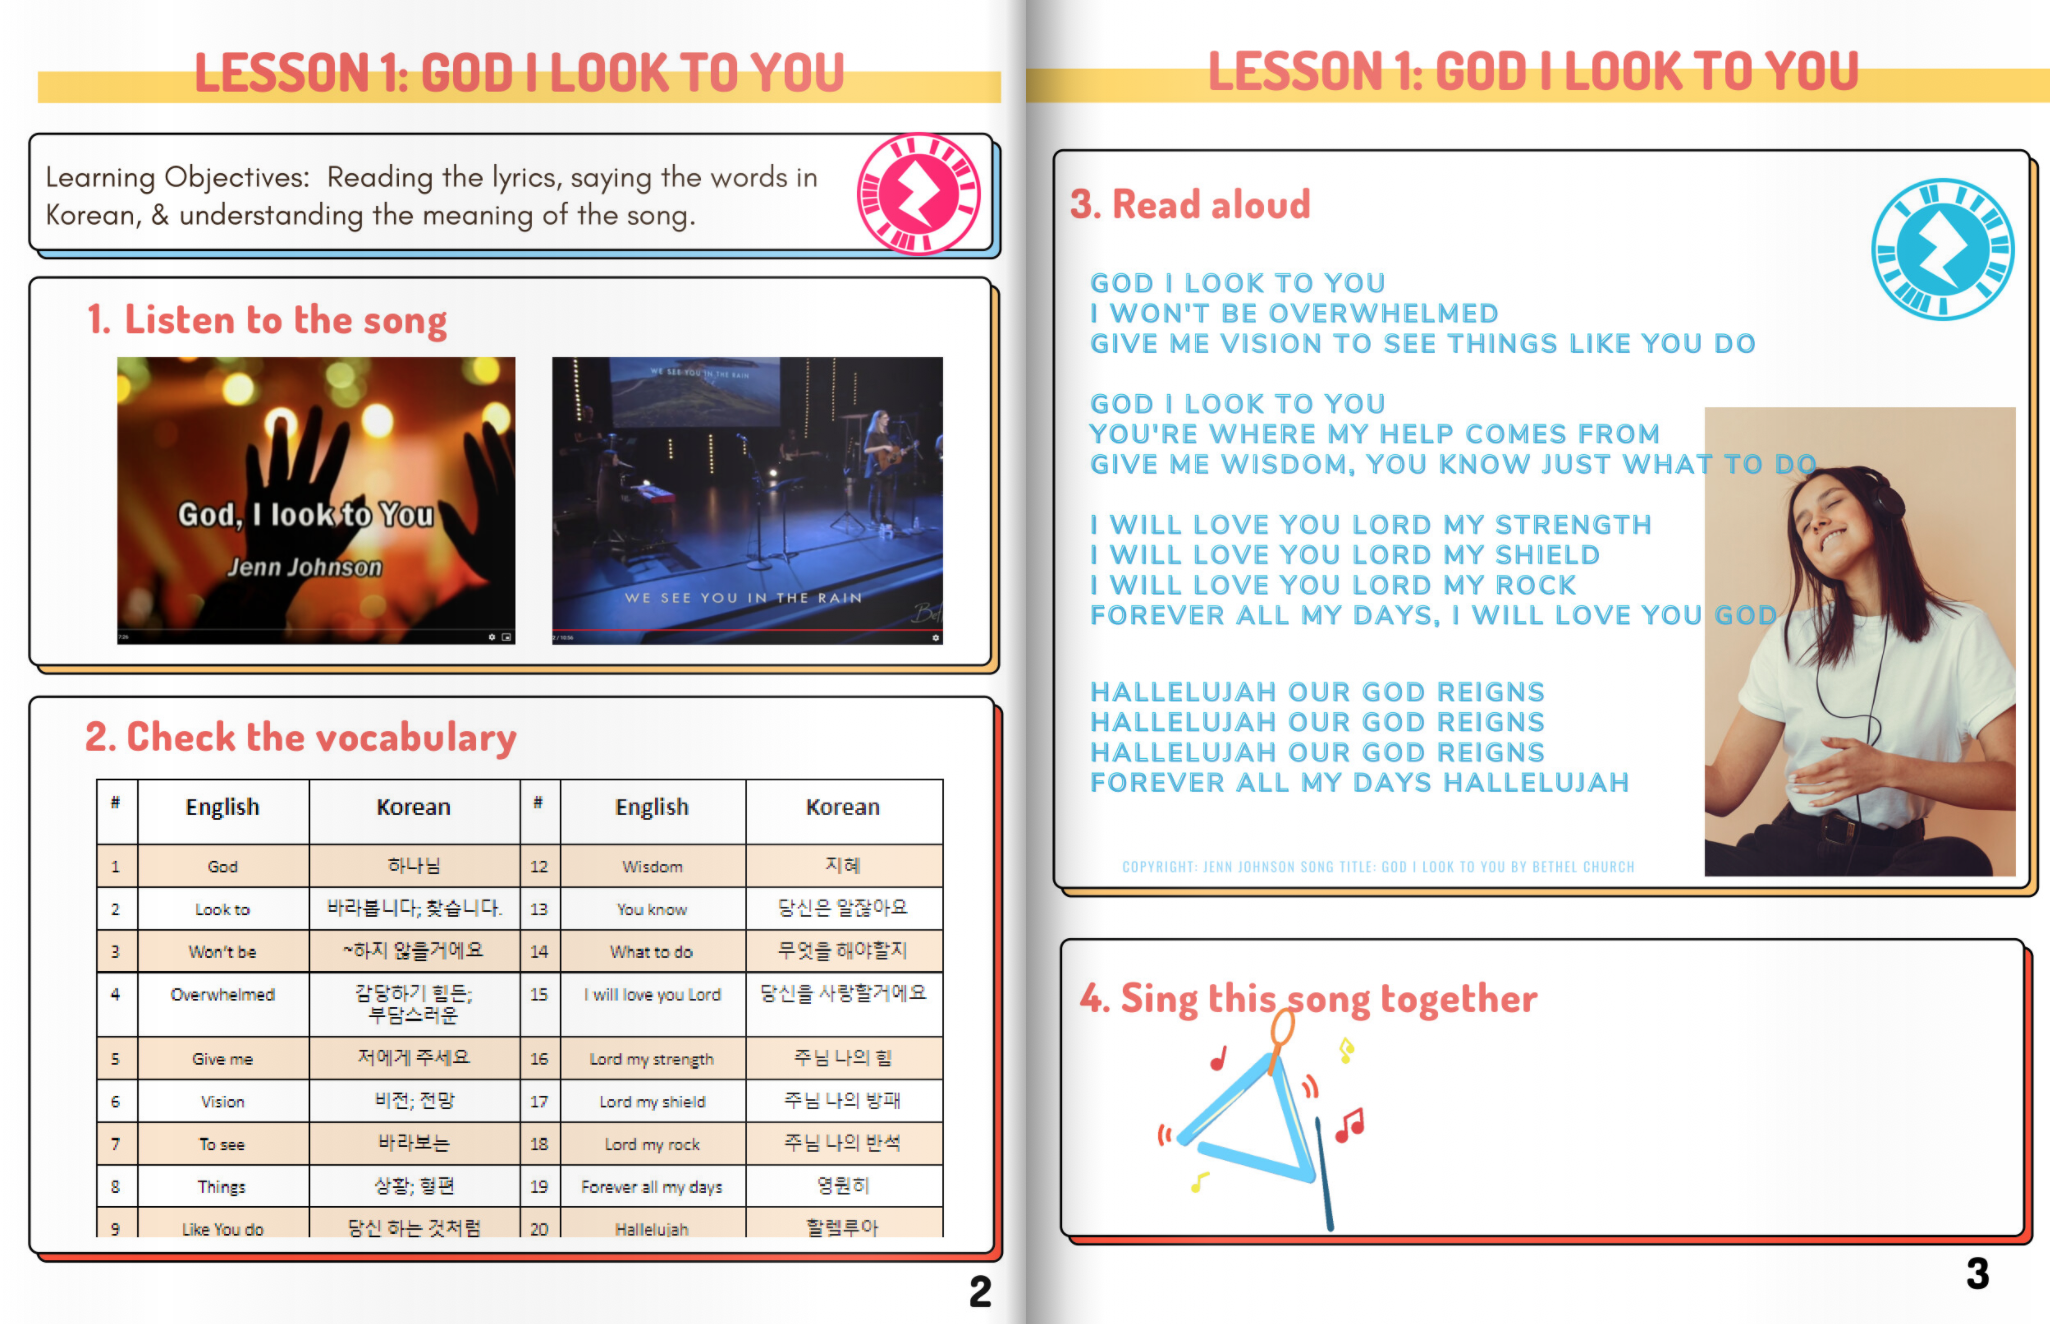 LESSON 1: GOD I LOOK TO YOU
Learning Objectives: Reading the lyrics, saying the words in
Korean, & understanding the meaning of the song.
1. Listen to the song
God, I look to You
Jenn Johnson
7:26
WE SEE YOU IN THE RAIN
WE SEE YOU IN THE RAIN
Beth
2 / 10:56
2. Check the vocabulary
# English Korean # English Korean
1 God 하나님 12 Wisdom 지혜
2 Look to 바라봅니다; 찾습니다. 13 You know 당신은 알잖아요
3 Won't be ~하지 않을거에요 14 What to do 무엇을 해야할지
4 Overwhelmed 감당하기 힘든; 15 I will love you Lord 당신을 사랑할거에요
부담스러운
5 Give me 저에게 주세요 16 Lord my strength 주님 나의 힘
6 Vision 비전; 전망 17 Lord my shield 주님 나의 방패
7 To see 바라보는 18 Lord my rock 주님 나의 반석
8 Things 상황; 형편 19 Forever all my days 영원히
9 Like You do 당신 하는 것처럼 20 Hallelujah 할렐루야
2
LESSON 1: GOD I LOOK TO YOU
3. Read aloud
GOD I LOOK TO YOU
I WON'T BE OVERWHELMED
GIVE ME VISION TO SEE THINGS LIKE YOU DO
GOD I LOOK TO YOU
YOU'RE WHERE MY HELP COMES FROM
GIVE ME WISDOM, YOU KNOW JUST WHAT TO DO
I WILL LOVE YOU LORD MY STRENGTH
I WILL LOVE YOU LORD MY SHIELD
I WILL LOVE YOU LORD MY ROCK
FOREVER ALL MY DAYS, I WILL LOVE YOU GOD
HALLELUJAH OUR GOD REIGNS
HALLELUJAH OUR GOD REIGNS
HALLELUJAH OUR GOD REIGNS
FOREVER ALL MY DAYS HALLELUJAH
COPYRIGHT: JENN JOHNSON SONG TITLE: GOD I LOOK TO YOU BY BETHEL CHURCH
4. Sing this song together
3